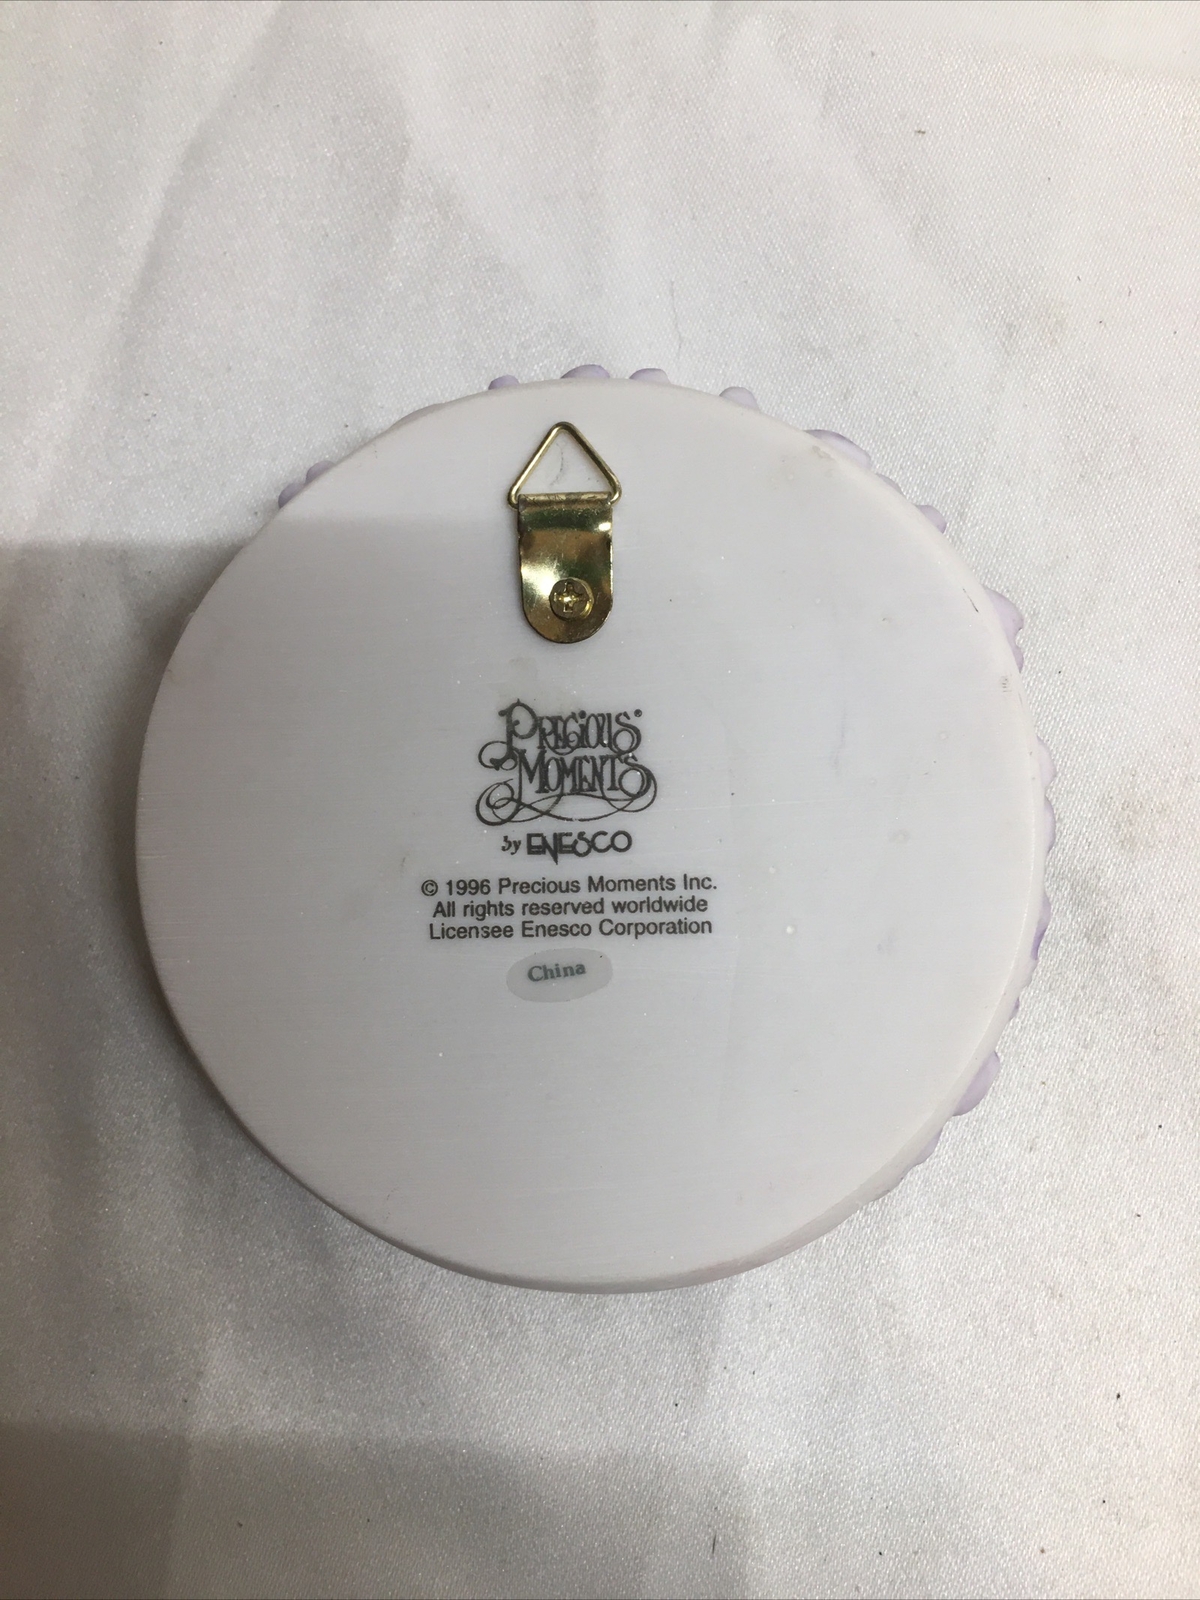 PRECIOUS®
MOMENTS
by ENESCO
© 1996 Precious Moments Inc.
All rights reserved worldwide
Licensee Enesco Corporation
China